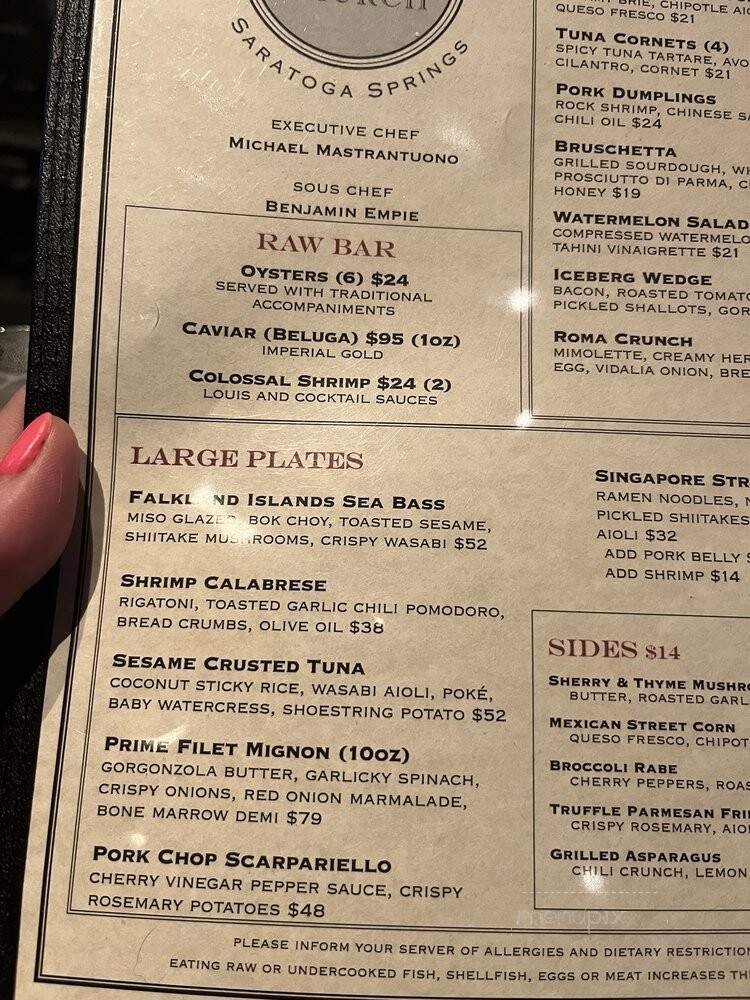 SARATOGA SPRINGS
EXECUTIVE CHEF
MICHAEL MASTRANTUONO
SOUS CHEF
BENJAMIN EMPIE
RAW BAR
OYSTERS (6) $24
SERVED WITH TRADITIONAL
ACCOMPANIMENTS
CAVIAR (BELUGA) $95 (1OZ)
IMPERIAL GOLD
COLOSSAL SHRIMP $24 (2)
LOUIS AND COCKTAIL SAUCES
BRIE, CHIPOTLE
QUESO FRESCO $21
TUNA CORNETS (4)
SPICY TUNA TARTARE,
CILANTRO, CORNET $21
PORK DUMPLINGS
ROCK SHRIMP, CHINESE
CHILI OIL $24
BRUSCHETTA
GRILLED SOURDOUGH,
PROSCIUTTO DI PARMA,
HONEY $19
WATERMELON SALAD
COMPRESSED
TAHINI VINAIGRETTE $21
ICEBERG WEDGE
BACON, ROASTED
PICKLED SHALLOTS,
ROMA CRUNCH
MIMOLETTE, CREAMY
EGG, VIDALIA ONION,
LARGE PLATES
FALKLAND ISLANDS SEA BASS
MISO GLAZED BOK CHOY, TOASTED SESAME,
SHIITAKE MUSHROOMS, CRISPY WASABI $52
SHRIMP CALABRESE
RIGATONI, TOASTED GARLIC CHILI POMODORO,
BREAD CRUMBS, OLIVE OIL $38
SESAME CRUSTED TUNA
COCONUT STICKY RICE, WASABI AIOLI, POKÉ,
BABY WATERCRESS, SHOESTRING POTATO $52
PRIME FILET MIGNON (10OZ)
GORGONZOLA BUTTER, GARLICKY SPINACH,
CRISPY ONIONS, RED ONION MARMALADE,
BONE MARROW DEMI $79
PORK CHOP SCARPARIELLO
CHERRY VINEGAR PEPPER SAUCE, CRISPY
ROSEMARY POTATOES $48
SINGAPORE
RAMEN NOODLES,
PICKLED SHIITAKES
AIOLI $32
ADD PORK BELLY
ADD SHRIMP $14
SIDES $14
SHERRY & THYME
BUTTER, ROASTED
MEXICAN STREET CORN
QUESO FRESCO,
BROCCOLI RABE
CHERRY PEPPERS,
TRUFFLE PARMESAN
CRISPY ROSEMARY,
GRILLED ASPARAGUS
CHILI CRUNCH, LEMON
menupix
PLEASE INFORM YOUR SERVER OF ALLERGIES AND DIETARY
EATING RAW OR UNDERCOOKED FISH, SHELLFISH, EGGS OR MEAT INCREASES